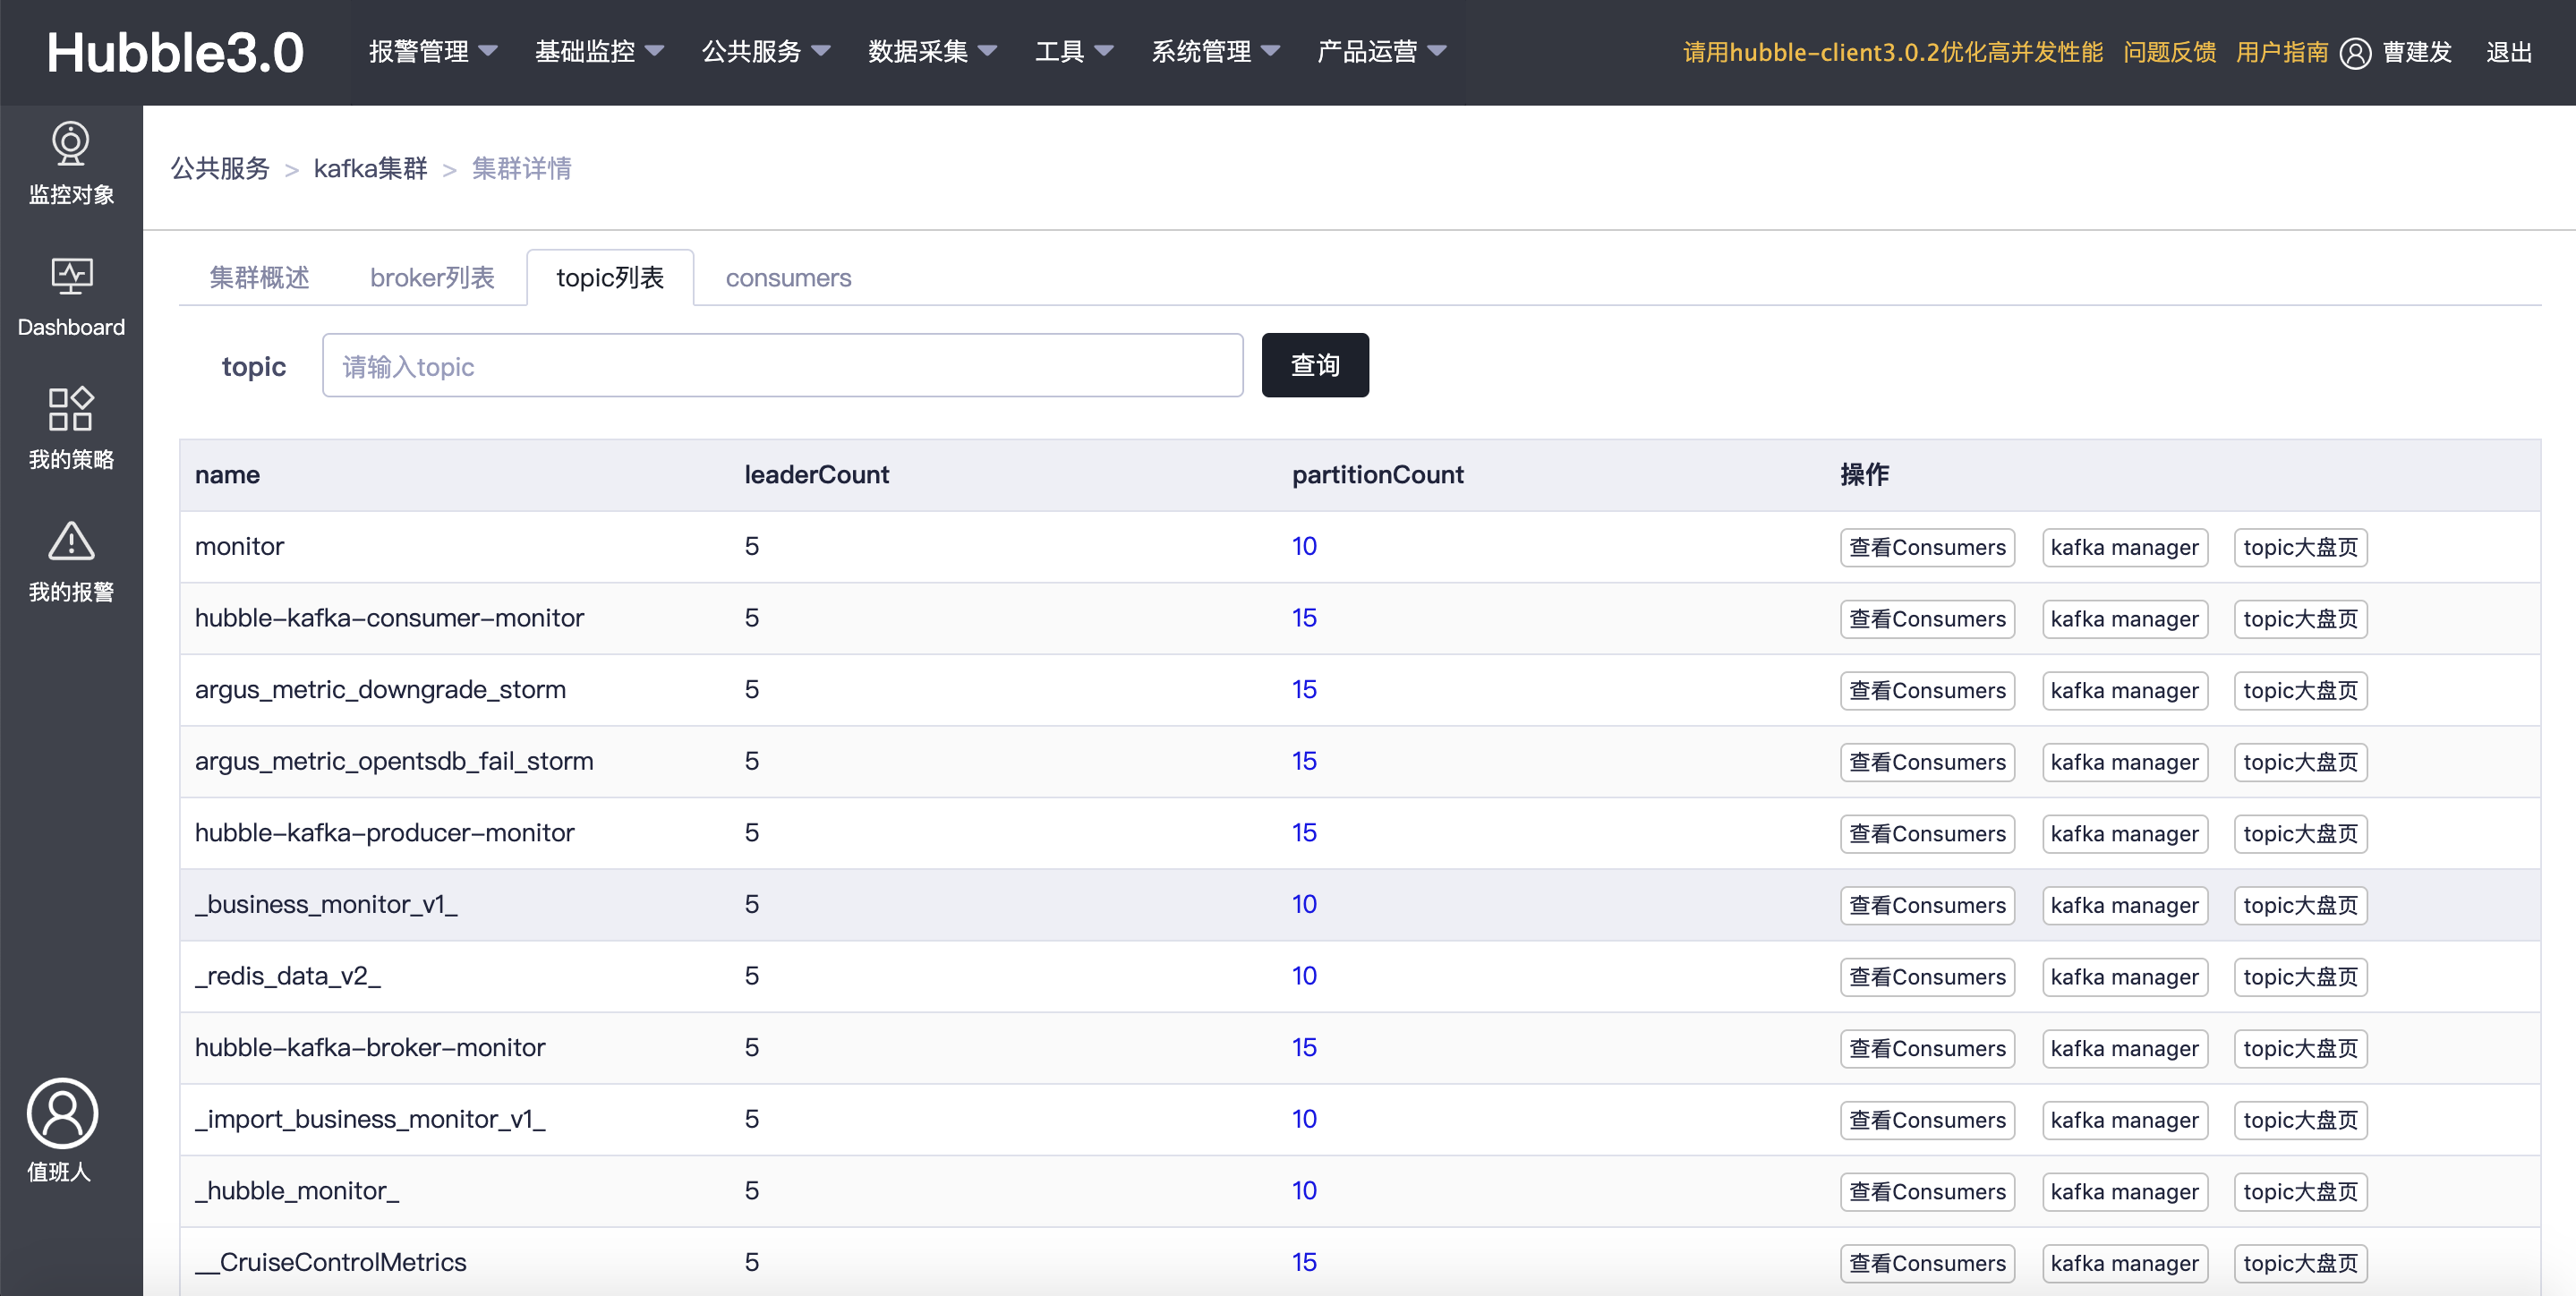 Hubble3.0 报警管理 基础监控 公共服务 数据采集 工具 系统管理 产品运营 请用hubble-client3.0.2优化高并发性能 问题反馈 用户指南 曹建发 退出
监控对象
Dashboard
我的策略
我的报警
值班人
公共服务 > kafka集群 > 集群详情
集群概述 broker列表 topic列表 consumers
topic 请输入topic 查询
name leaderCount partitionCount 操作
monitor 5 10 查看Consumers kafka manager topic大盘页
hubble-kafka-consumer-monitor 5 15 查看Consumers kafka manager topic大盘页
argus_metric_downgrade_storm 5 15 查看Consumers kafka manager topic大盘页
argus_metric_opentsdb_fail_storm 5 15 查看Consumers kafka manager topic大盘页
hubble-kafka-producer-monitor 5 15 查看Consumers kafka manager topic大盘页
_business_monitor_v1_ 5 10 查看Consumers kafka manager topic大盘页
_redis_data_v2_ 5 10 查看Consumers kafka manager topic大盘页
hubble-kafka-broker-monitor 5 15 查看Consumers kafka manager topic大盘页
_import_business_monitor_v1_ 5 10 查看Consumers kafka manager topic大盘页
_hubble_monitor_ 5 10 查看Consumers kafka manager topic大盘页
__CruiseControlMetrics 5 15 查看Consumers kafka manager topic大盘页